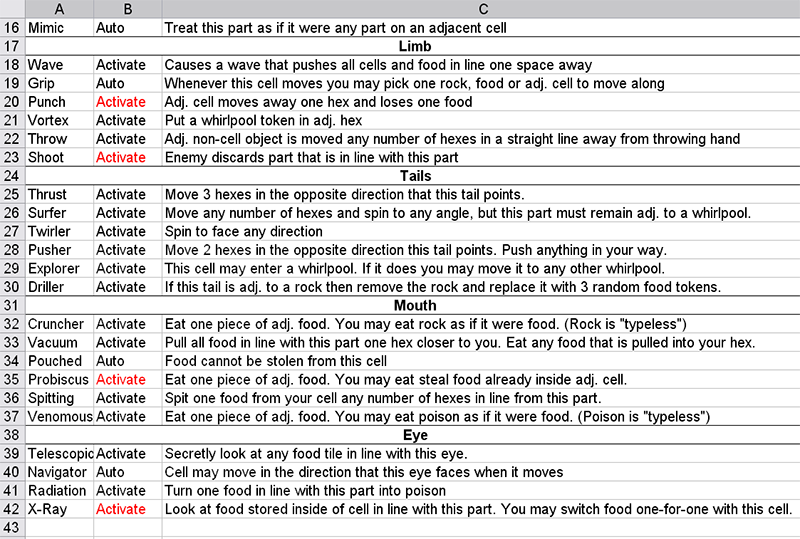 A B C
16 Mimic Auto Treat this part as if it were any part on an adjacent cell
17 Limb
18 Wave Activate Causes a wave that pushes all cells and food in line one space away
19 Grip Auto Whenever this cell moves you may pick one rock, food or adj. cell to move along
20 Punch Activate Adj. cell moves away one hex and loses one food
21 Vortex Activate Put a whirlpool token in adj. hex
22 Throw Activate Adj. non-cell object is moved any number of hexes in a straight line away from throwing hand
23 Shoot Activate Enemy discards part that is in line with this part
24 Tails
25 Thrust Activate Move 3 hexes in the opposite direction that this tail points.
26 Surfer Activate Move any number of hexes and spin to any angle, but this part must remain adj. to a whirlpool.
27 Twirler Activate Spin to face any direction
28 Pusher Activate Move 2 hexes in the opposite direction this tail points. Push anything in your way.
29 Explorer Activate This cell may enter a whirlpool. If it does you may move it to any other whirlpool.
30 Driller Activate If this tail is adj. to a rock then remove the rock and replace it with 3 random food tokens.
31 Mouth
32 Cruncher Activate Eat one piece of adj. food. You may eat rock as if it were food. (Rock is "typeless")
33 Vacuum Activate Pull all food in line with this part one hex closer to you. Eat any food that is pulled into your hex.
34 Pouched Auto Food cannot be stolen from this cell
35 Probiscus Activate Eat one piece of adj. food. You may eat steal food already inside adj. cell.
36 Spitting Activate Spit one food from your cell any number of hexes in line from this part.
37 Venomous Activate Eat one piece of adj. food. You may eat poison as if it were food. (Poison is "typeless")
38 Eye
39 Telescopic Activate Secretly look at any food tile in line with this eye.
40 Navigator Auto Cell may move in the direction that this eye faces when it moves
41 Radiation Activate Turn one food in line with this part into poison
42 X-Ray Activate Look at food stored inside of cell in line with this part. You may switch food one-for-one with this cell.
43